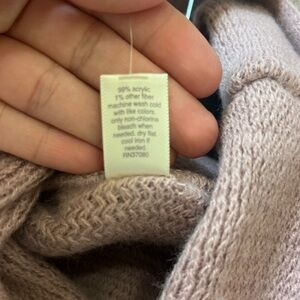 99% acrylic
1% other fiber
machine wash cold
with like colors.
only non-chlorine
bleach when
needed. dry flat.
cool iron if
needed.
RN37080